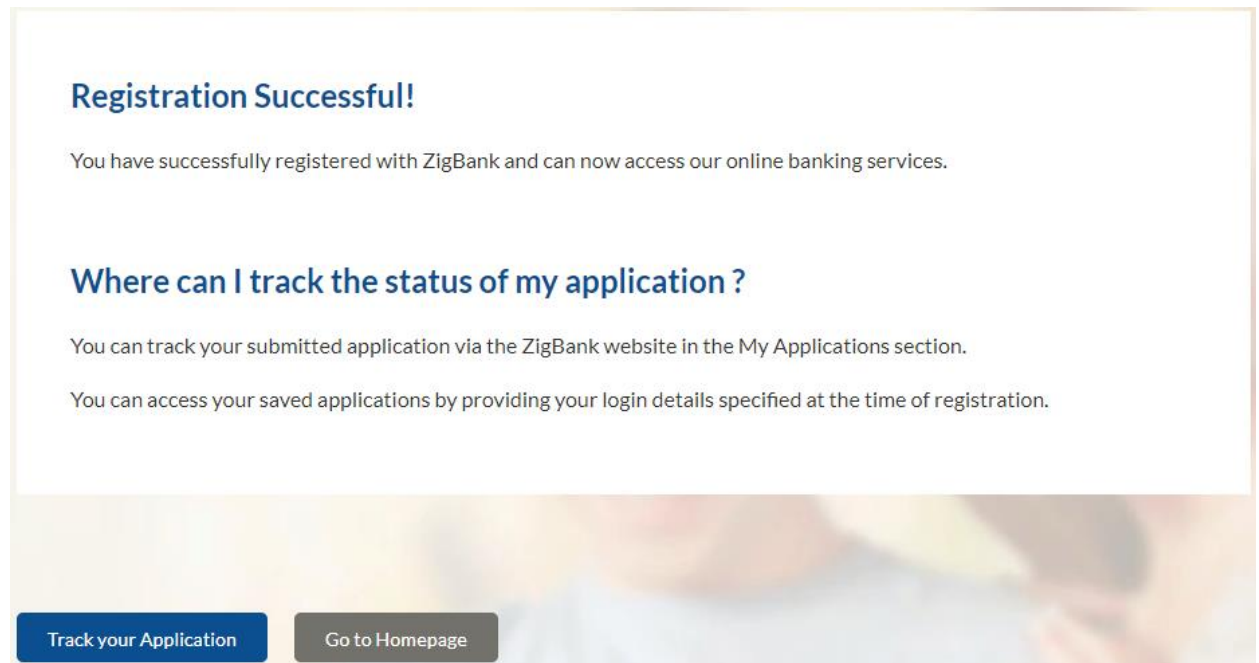 Registration Successful!
You have successfully registered with ZigBank and can now access our online banking services.
Where can I track the status of my application ?
You can track your submitted application via the ZigBank website in the My Applications section.
You can access your saved applications by providing your login details specified at the time of registration.
Track your Application
Go to Homepage